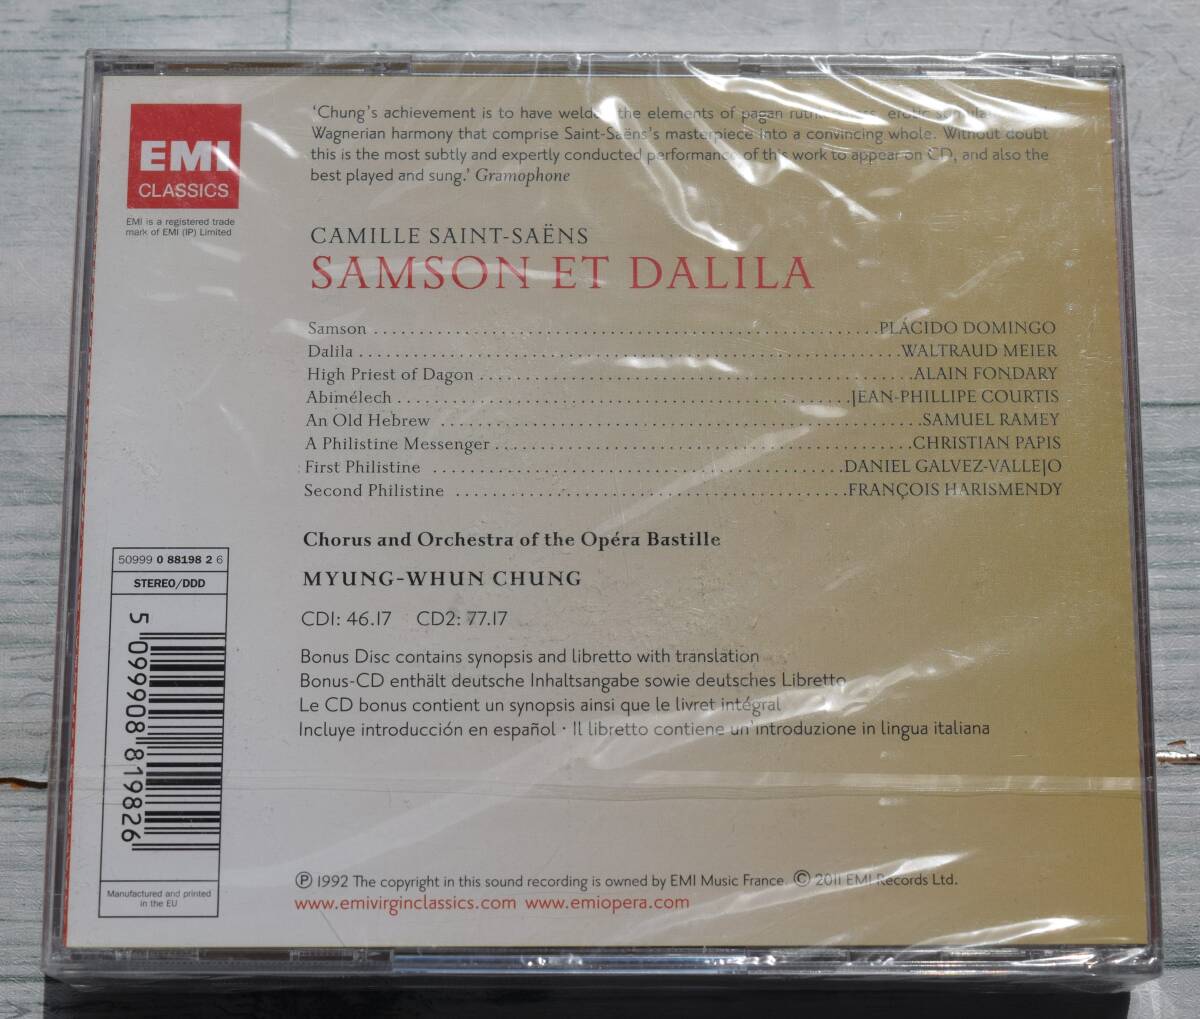 'Chung's achievement is to have the elements of pagan
Wagnerian harmony that comprise Saint-Saëns's masterpiece into a convincing whole. Without doubt
this is the most subtly and expertly conducted performance of this work to appear on CD, and also the
best played and sung.' Gramophone
EMI
CLASSICS
EMI is a registered trade
mark of EMI (IP) Limited
CAMILLE SAINT-SAËNS
SAMSON ET DALILA
Samson ................ PLÁCIDO DOMINGO
Dalila ................ WALTRAUD MEIER
High Priest of Dagon ................ ALAIN FONDARY
Abimélech ................ JEAN-PHILLIPE COURTIS
An Old Hebrew ................ SAMUEL RAMEY
A Philistine Messenger ................ CHRISTIAN PAPIS
First Philistine ................ DANIEL GALVEZ-VALLEJO
Second Philistine ................ FRANÇOIS HARISMENDY
Chorus and Orchestra of the Opéra Bastille
MYUNG-WHUN CHUNG
CD1: 46.17 CD2: 77.17
Bonus Disc contains synopsis and libretto with translation
Bonus-CD enthält deutsche Inhaltsangabe sowie deutsches Libretto
Le CD bonus contient un synopsis ainsi que le livret intégral
Incluye introducción en español · Il libretto contiene un'introduzione in lingua italiana
50999 0 88198 2 6
STEREO/DDD
5 099908 819826
Manufactured and printed
in the EU
℗ 1992 The copyright in this sound recording is owned by EMI Music France. © 2011 EMI Records Ltd.
www.emivirginclassics.com www.emiopera.com